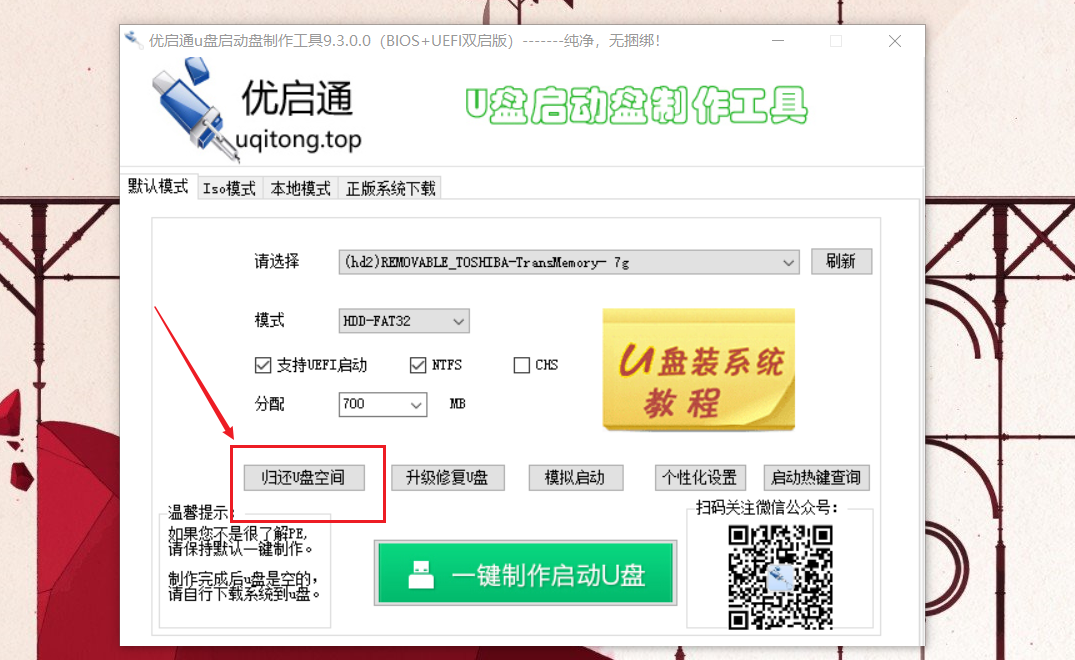 优启通u盘启动盘制作工具9.3.0.0（BIOS+UEFI双启版）-------纯净，无捆绑!
优启通
uqitong.top
U盘启动盘制作工具
默认模式 Iso模式 本地模式 正版系统下载
请选择 (hd2)REMOVABLE_TOSHIBA-TransMemory- 7g 刷新
模式 HDD-FAT32
支持UEFI启动 NTFS CHS
分配 700 MB
U盘装系统
教程
归还U盘空间 升级修复U盘 模拟启动 个性化设置 启动热键查询
温馨提示:
如果您不是很了解PE,
请保持默认一键制作。
制作完成后u盘是空的，
请自行下载系统到u盘。
一键制作启动U盘
扫码关注微信公众号: